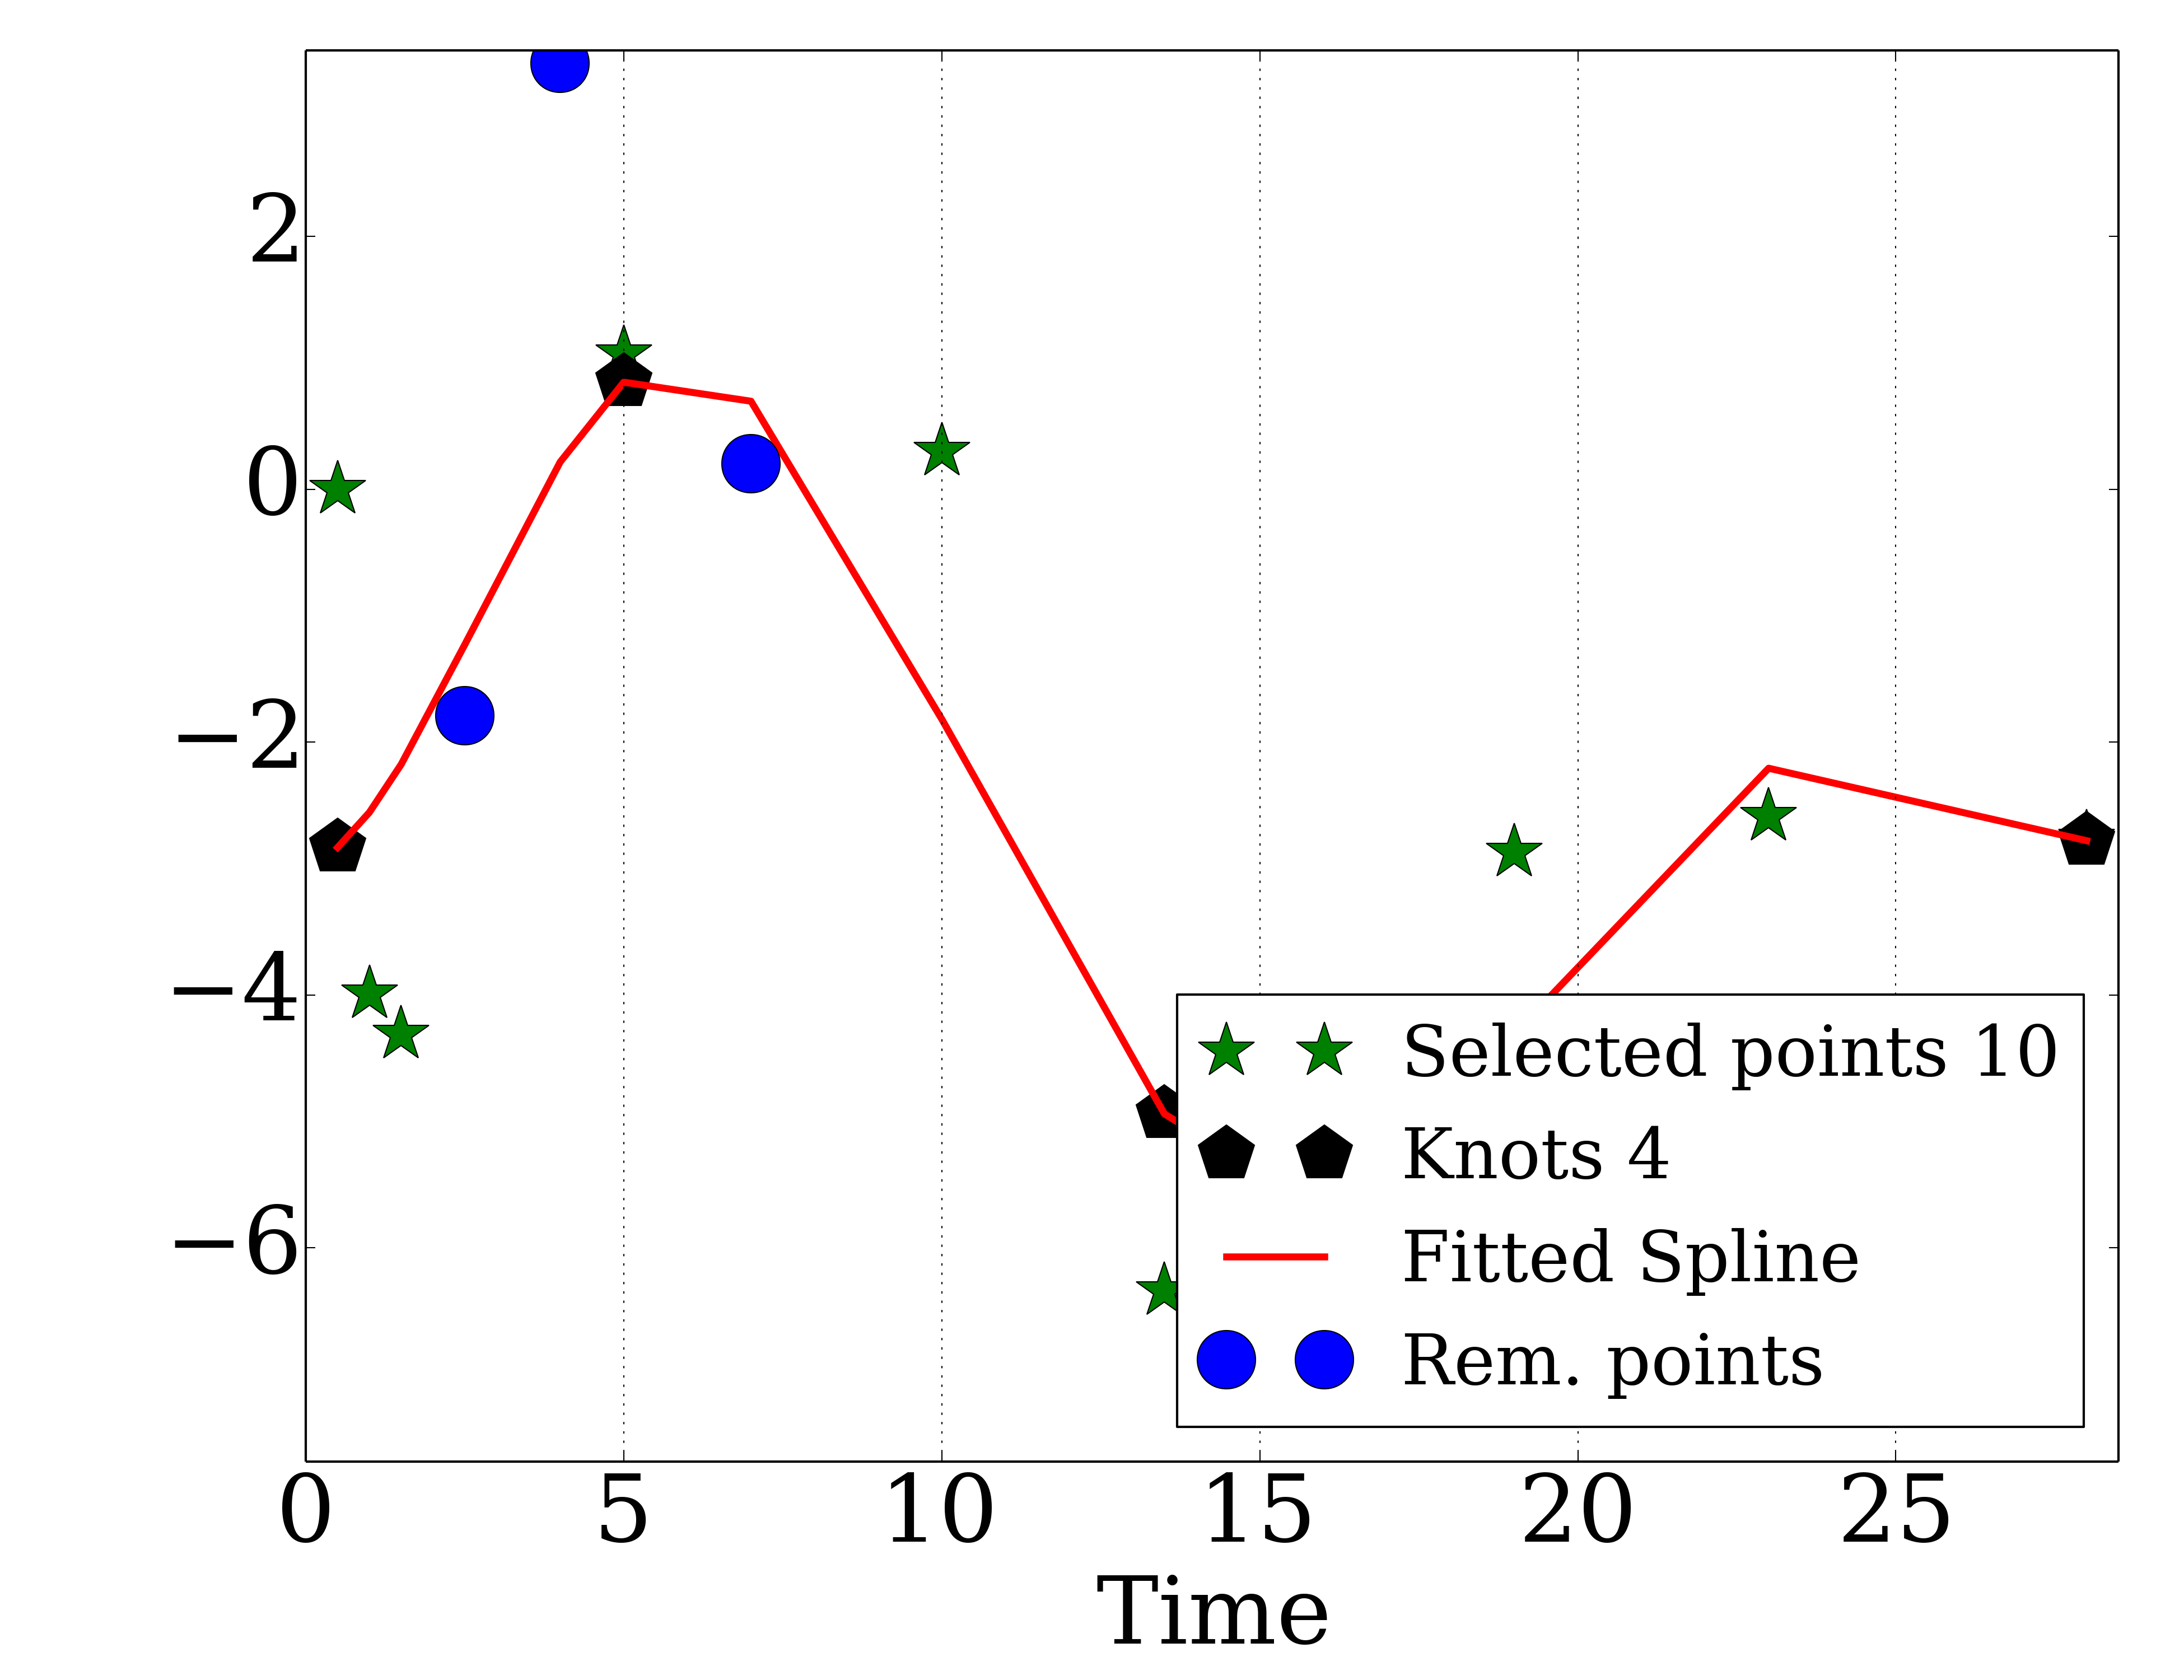 2
0
−2
−4
−6
Selected points 10
Knots 4
Fitted Spline
Rem. points
0 5 10 15 20 25
Time